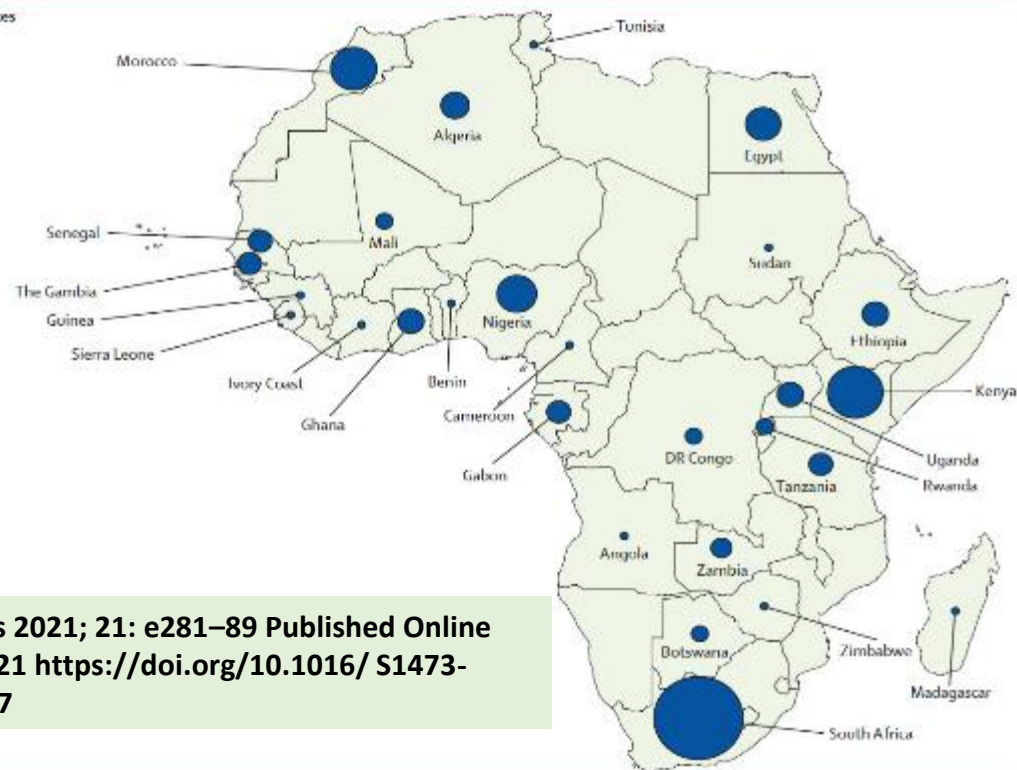 Tunisia
Morocco
Algeria
Egypt
Senegal
Mali
Sudan
The Gambia
Guinea
Nigeria
Ethiopia
Sierra Leone
Ivory Coast
Benin
Kenya
Ghana
Cameroon
DR Congo
Uganda
Gabon
Rwanda
Tanzania
Angola
Zambia
s 2021; 21: e281–89 Published Online
21 https://doi.org/10.1016/ S1473-
7
Botswana
Zimbabwe
Madagascar
South Africa